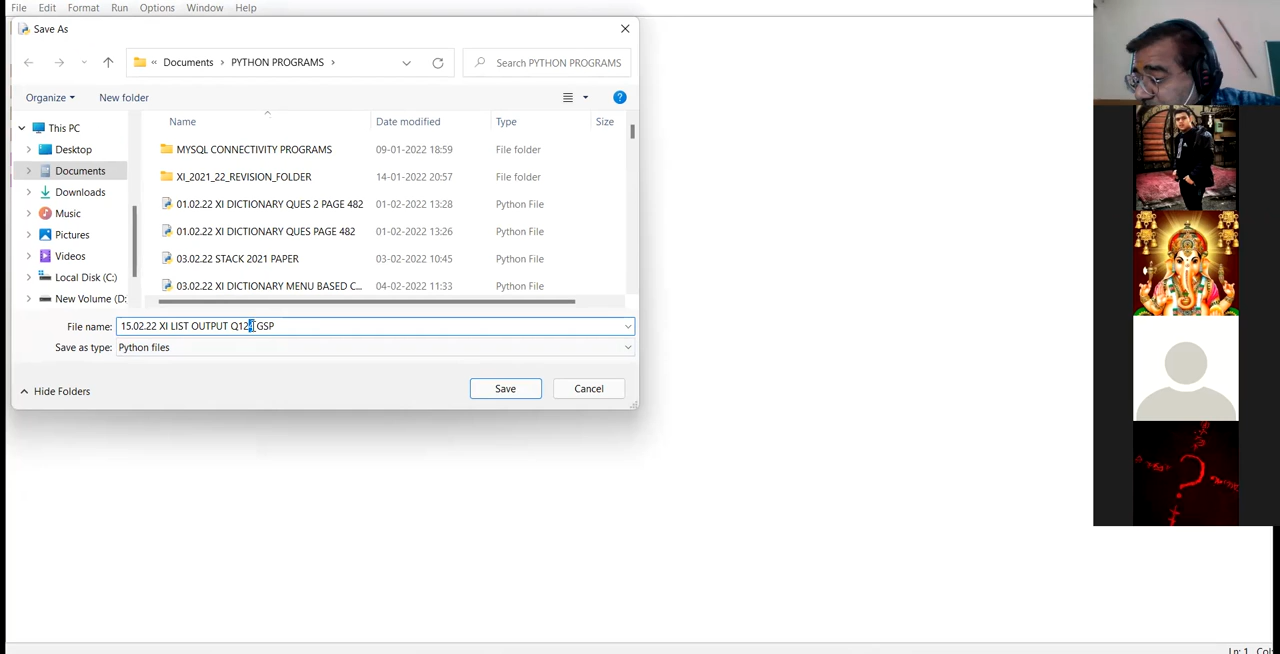 File Edit Format Run Options Window Help
Save As
« Documents > PYTHON PROGRAMS >
Search PYTHON PROGRAMS
Organize New folder
This PC
Desktop
Documents
Downloads
Music
Pictures
Videos
Local Disk (C:)
New Volume (D:
Name Date modified Type Size
MYSQL CONNECTIVITY PROGRAMS 09-01-2022 18:59 File folder
XI_2021_22_REVISION_FOLDER 14-01-2022 20:57 File folder
01.02.22 XI DICTIONARY QUES 2 PAGE 482 01-02-2022 13:28 Python File
01.02.22 XI DICTIONARY QUES PAGE 482 01-02-2022 13:26 Python File
03.02.22 STACK 2021 PAPER 03-02-2022 10:45 Python File
03.02.22 XI DICTIONARY MENU BASED C... 04-02-2022 11:33 Python File
File name: 15.02.22 XI LIST OUTPUT GSP
Save as type: Python files
Hide Folders
Save Cancel
Ln: 1